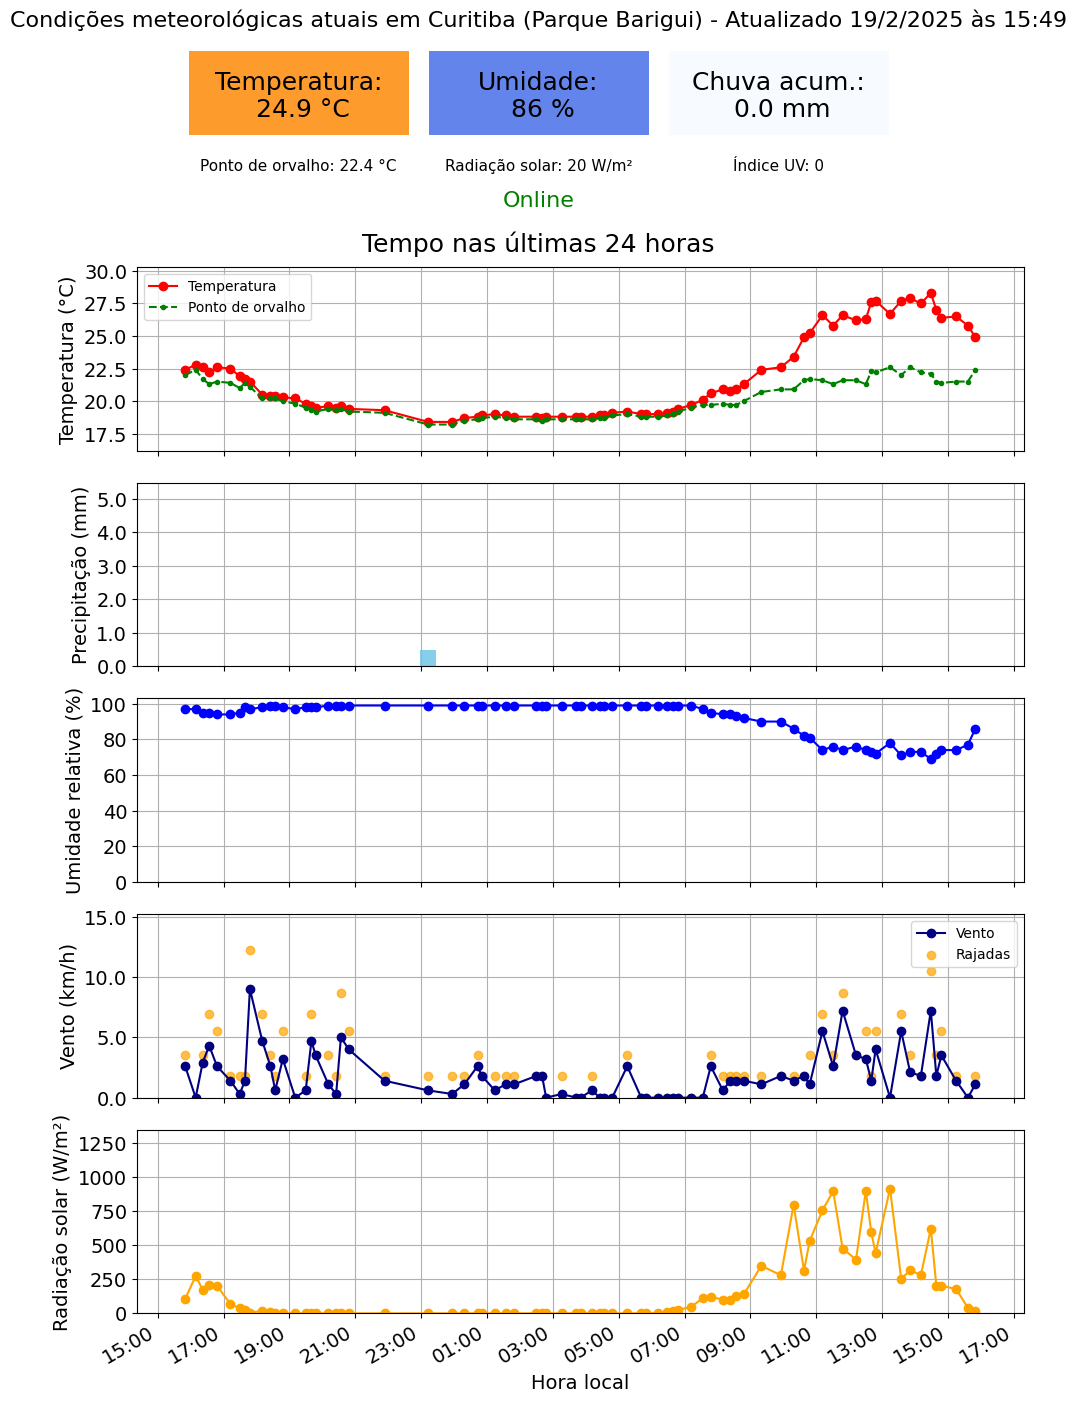 Condições meteorológicas atuais em Curitiba (Parque Barigui) - Atualizado 19/2/2025 às 15:49
Temperatura:
24.9 °C
Umidade:
86 %
Chuva acum.:
0.0 mm
Ponto de orvalho: 22.4 °C
Radiação solar: 20 W/m²
Índice UV: 0
Online
Tempo nas últimas 24 horas
Temperatura (°C)
30.0
27.5
25.0
22.5
20.0
17.5
Temperatura
Ponto de orvalho
Precipitação (mm)
5.0
4.0
3.0
2.0
1.0
0.0
Umidade relativa (%)
100
80
60
40
20
0
Vento (km/h)
15.0
10.0
5.0
0.0
Vento
Rajadas
Radiação solar (W/m²)
1250
1000
750
500
250
0
15:00
17:00
19:00
21:00
23:00
01:00
03:00
05:00
07:00
09:00
11:00
13:00
15:00
17:00
Hora local